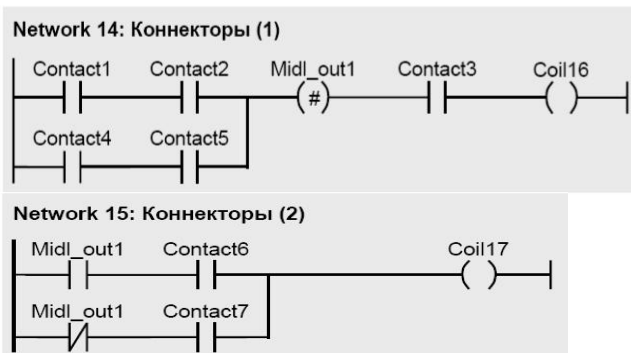 Network 14: Коннекторы (1)
Contact1 Contact2 Midl_out1 Contact3 Coil16
#
Contact4 Contact5
Network 15: Коннекторы (2)
Midl_out1 Contact6 Coil17
Midl_out1 Contact7